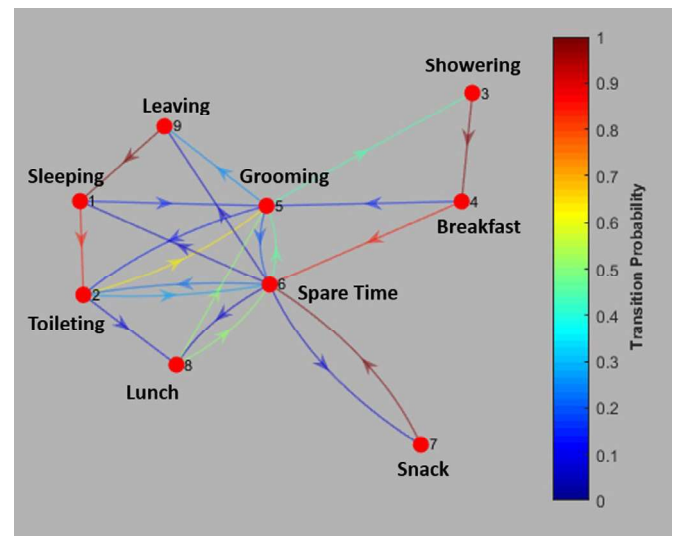 Showering
3
Leaving
9
Sleeping
1
Grooming
5
4
Breakfast
6
Spare Time
2
Toileting
8
Lunch
7
Snack
1
0.9
0.8
0.7
0.6
0.5
0.4
0.3
0.2
0.1
0
Transition Probability